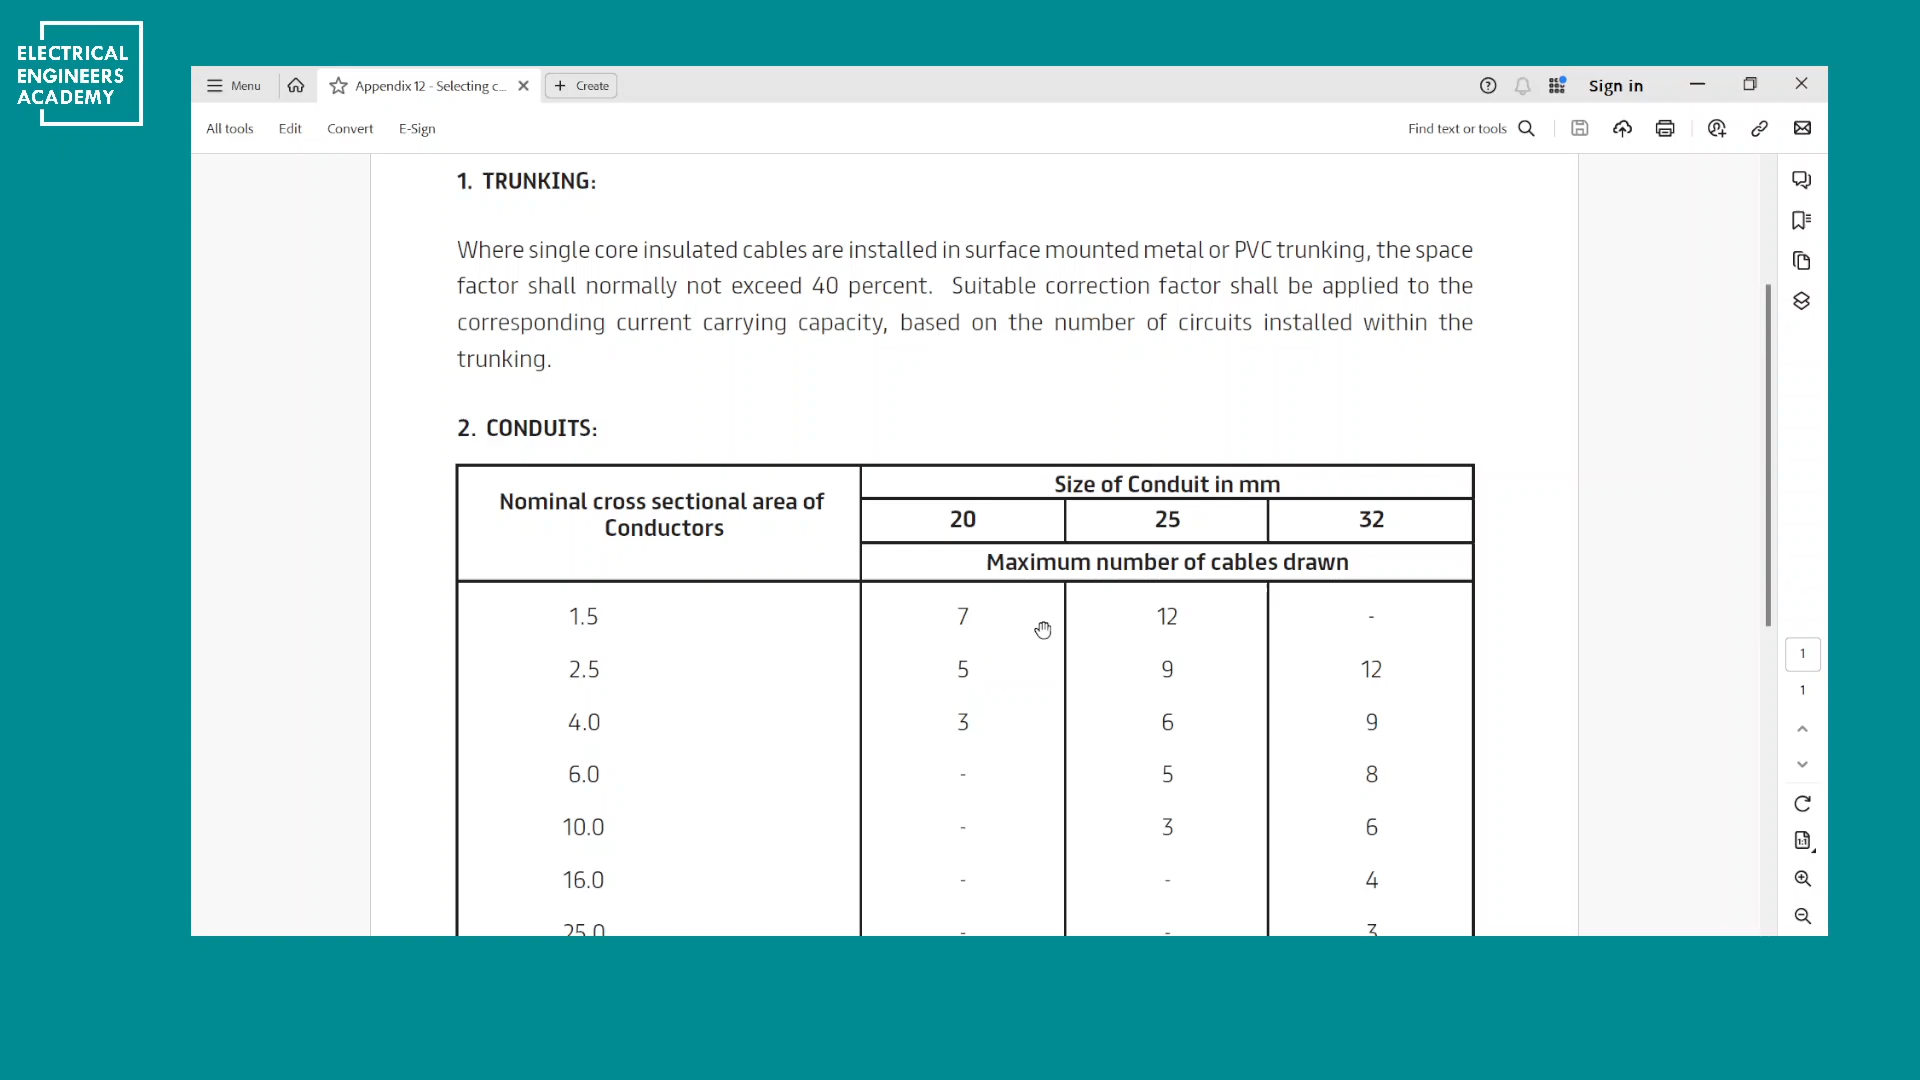 ELECTRICAL
ENGINEERS
ACADEMY
Menu
Appendix 12 - Selecting c...
Create
Sign in
All tools
Edit
Convert
E-Sign
Find text or tools
1. TRUNKING:
Where single core insulated cables are installed in surface mounted metal or PVC trunking, the space
factor shall normally not exceed 40 percent. Suitable correction factor shall be applied to the
corresponding current carrying capacity, based on the number of circuits installed within the
trunking.
2. CONDUITS:
Nominal cross sectional area of
Conductors
Size of Conduit in mm
20 25 32
Maximum number of cables drawn
1.5 7 12 -
2.5 5 9 12
4.0 3 6 9
6.0 - 5 8
10.0 - 3 6
16.0 - - 4
25.0 - - 3
1
1